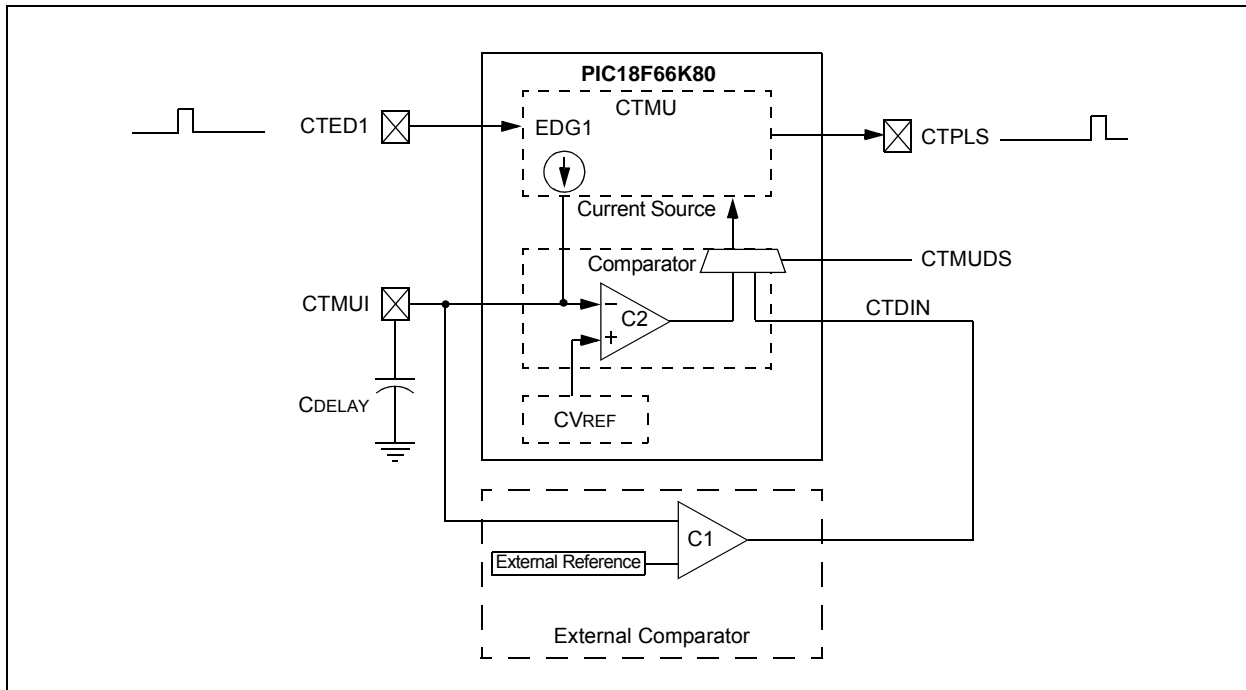 PIC18F66K80
CTMU
CTED1
EDG1
CTPLS
Current Source
Comparator
CTMUDS
CTMUI
−
C2
+
CTDIN
CDELAY
CVREF
C1
External Reference
External Comparator